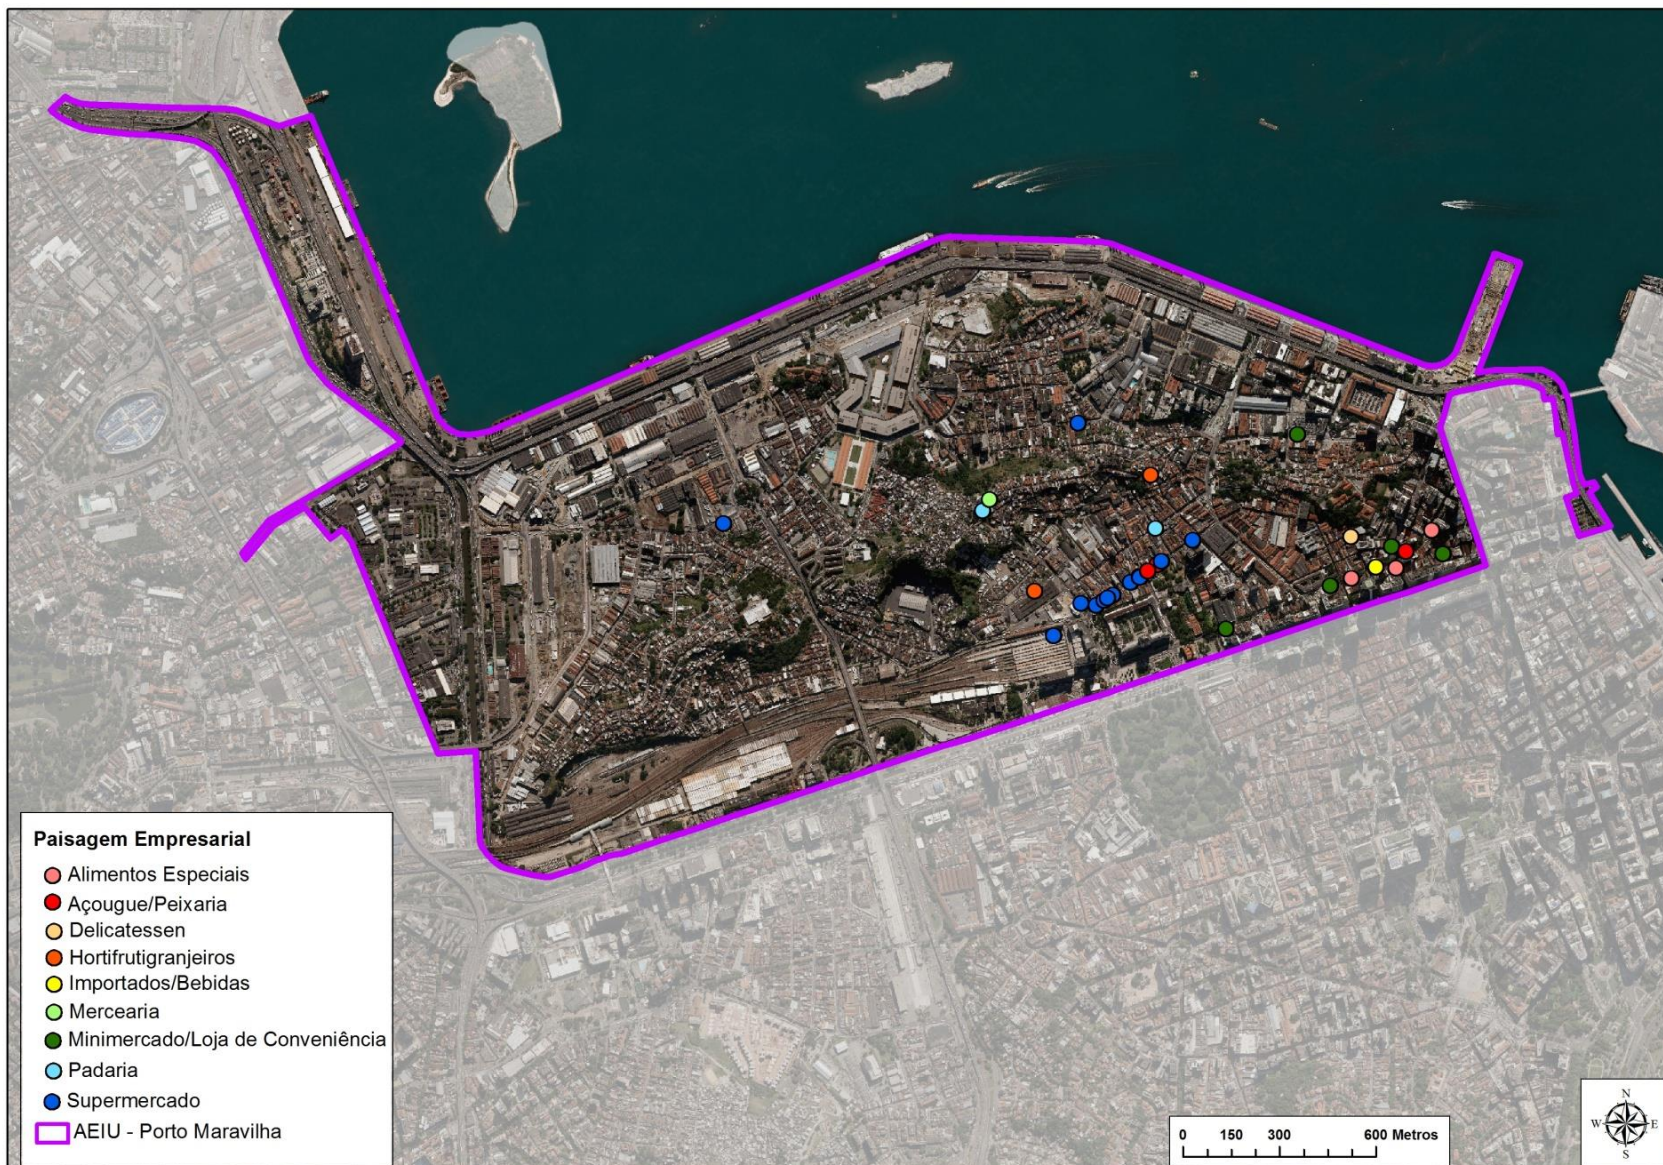 Paisagem Empresarial
Alimentos Especiais
Açougue/Peixaria
Delicatessen
Hortifrutigranjeiros
Importados/Bebidas
Mercearia
Minimercado/Loja de Conveniência
Padaria
Supermercado
AEIU - Porto Maravilha
0 150 300 600 Metros
N
W E
S